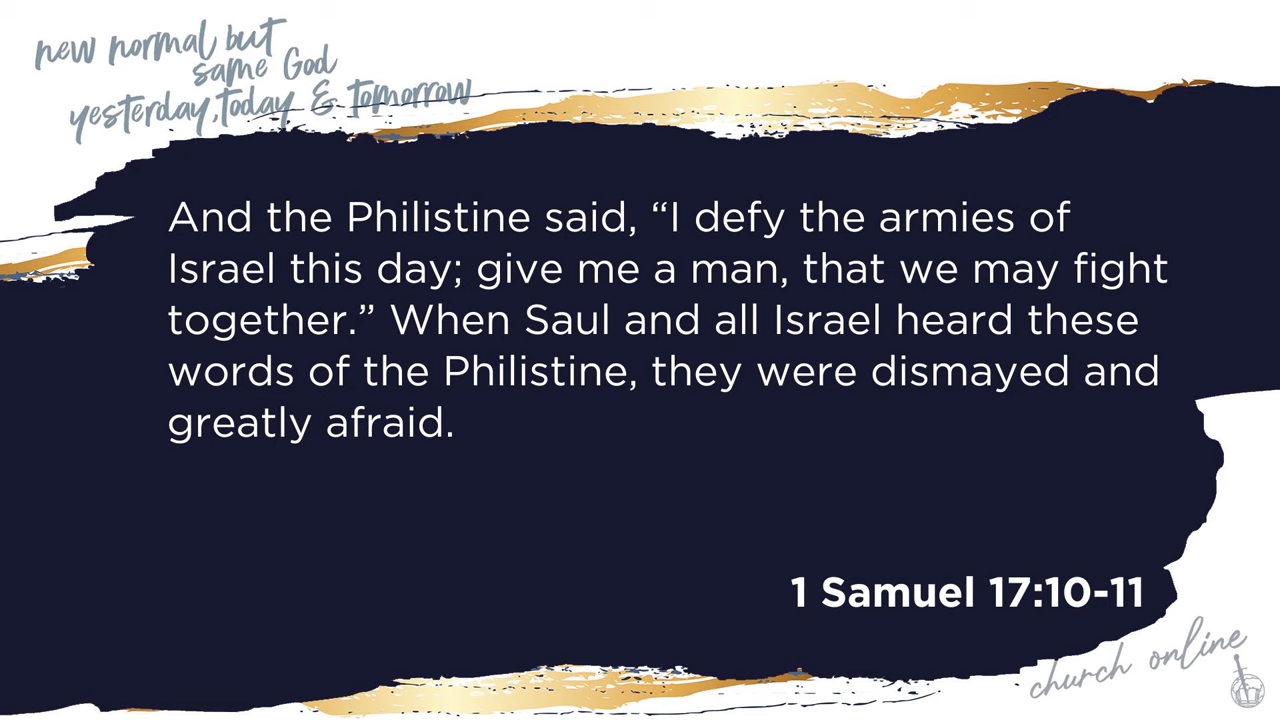 new normal but
same God
yesterday, today & tomorrow
And the Philistine said, “I defy the armies of
Israel this day; give me a man, that we may fight
together.” When Saul and all Israel heard these
words of the Philistine, they were dismayed and
greatly afraid.
1 Samuel 17:10-11
church online